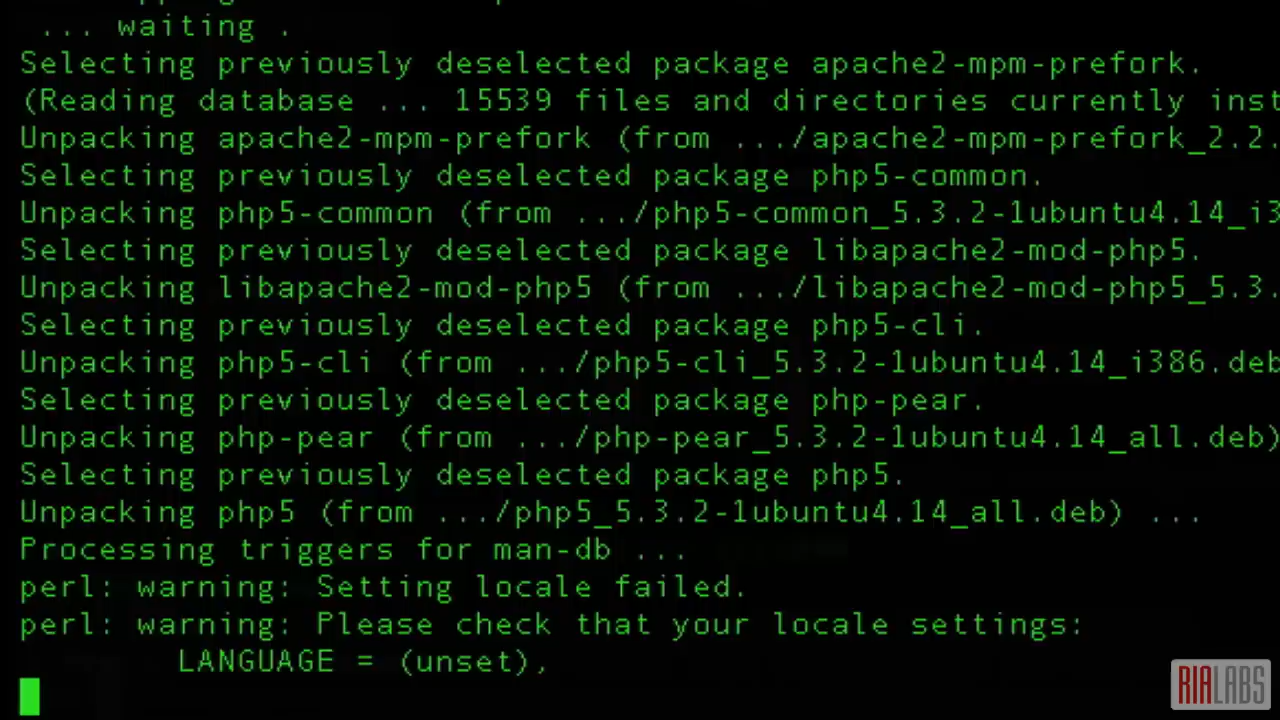 ... waiting .
Selecting previously deselected package apache2-mpm-prefork.
(Reading database ... 15539 files and directories currently inst
Unpacking apache2-mpm-prefork (from .../apache2-mpm-prefork_2.2.
Selecting previously deselected package php5-common.
Unpacking php5-common (from .../php5-common_5.3.2-1ubuntu4.14_i3
Selecting previously deselected package libapache2-mod-php5.
Unpacking libapache2-mod-php5 (from .../libapache2-mod-php5_5.3.
Selecting previously deselected package php5-cli.
Unpacking php5-cli (from .../php5-cli_5.3.2-1ubuntu4.14_i386.deb
Selecting previously deselected package php-pear.
Unpacking php-pear (from .../php-pear_5.3.2-1ubuntu4.14_all.deb)
Selecting previously deselected package php5.
Unpacking php5 (from .../php5_5.3.2-1ubuntu4.14_all.deb) ...
Processing triggers for man-db ...
perl: warning: Setting locale failed.
perl: warning: Please check that your locale settings:
LANGUAGE = (unset),
RIALABS